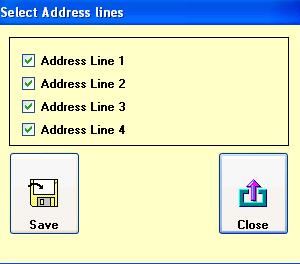 Select Address lines
Address Line 1
Address Line 2
Address Line 3
Address Line 4
Save
Close